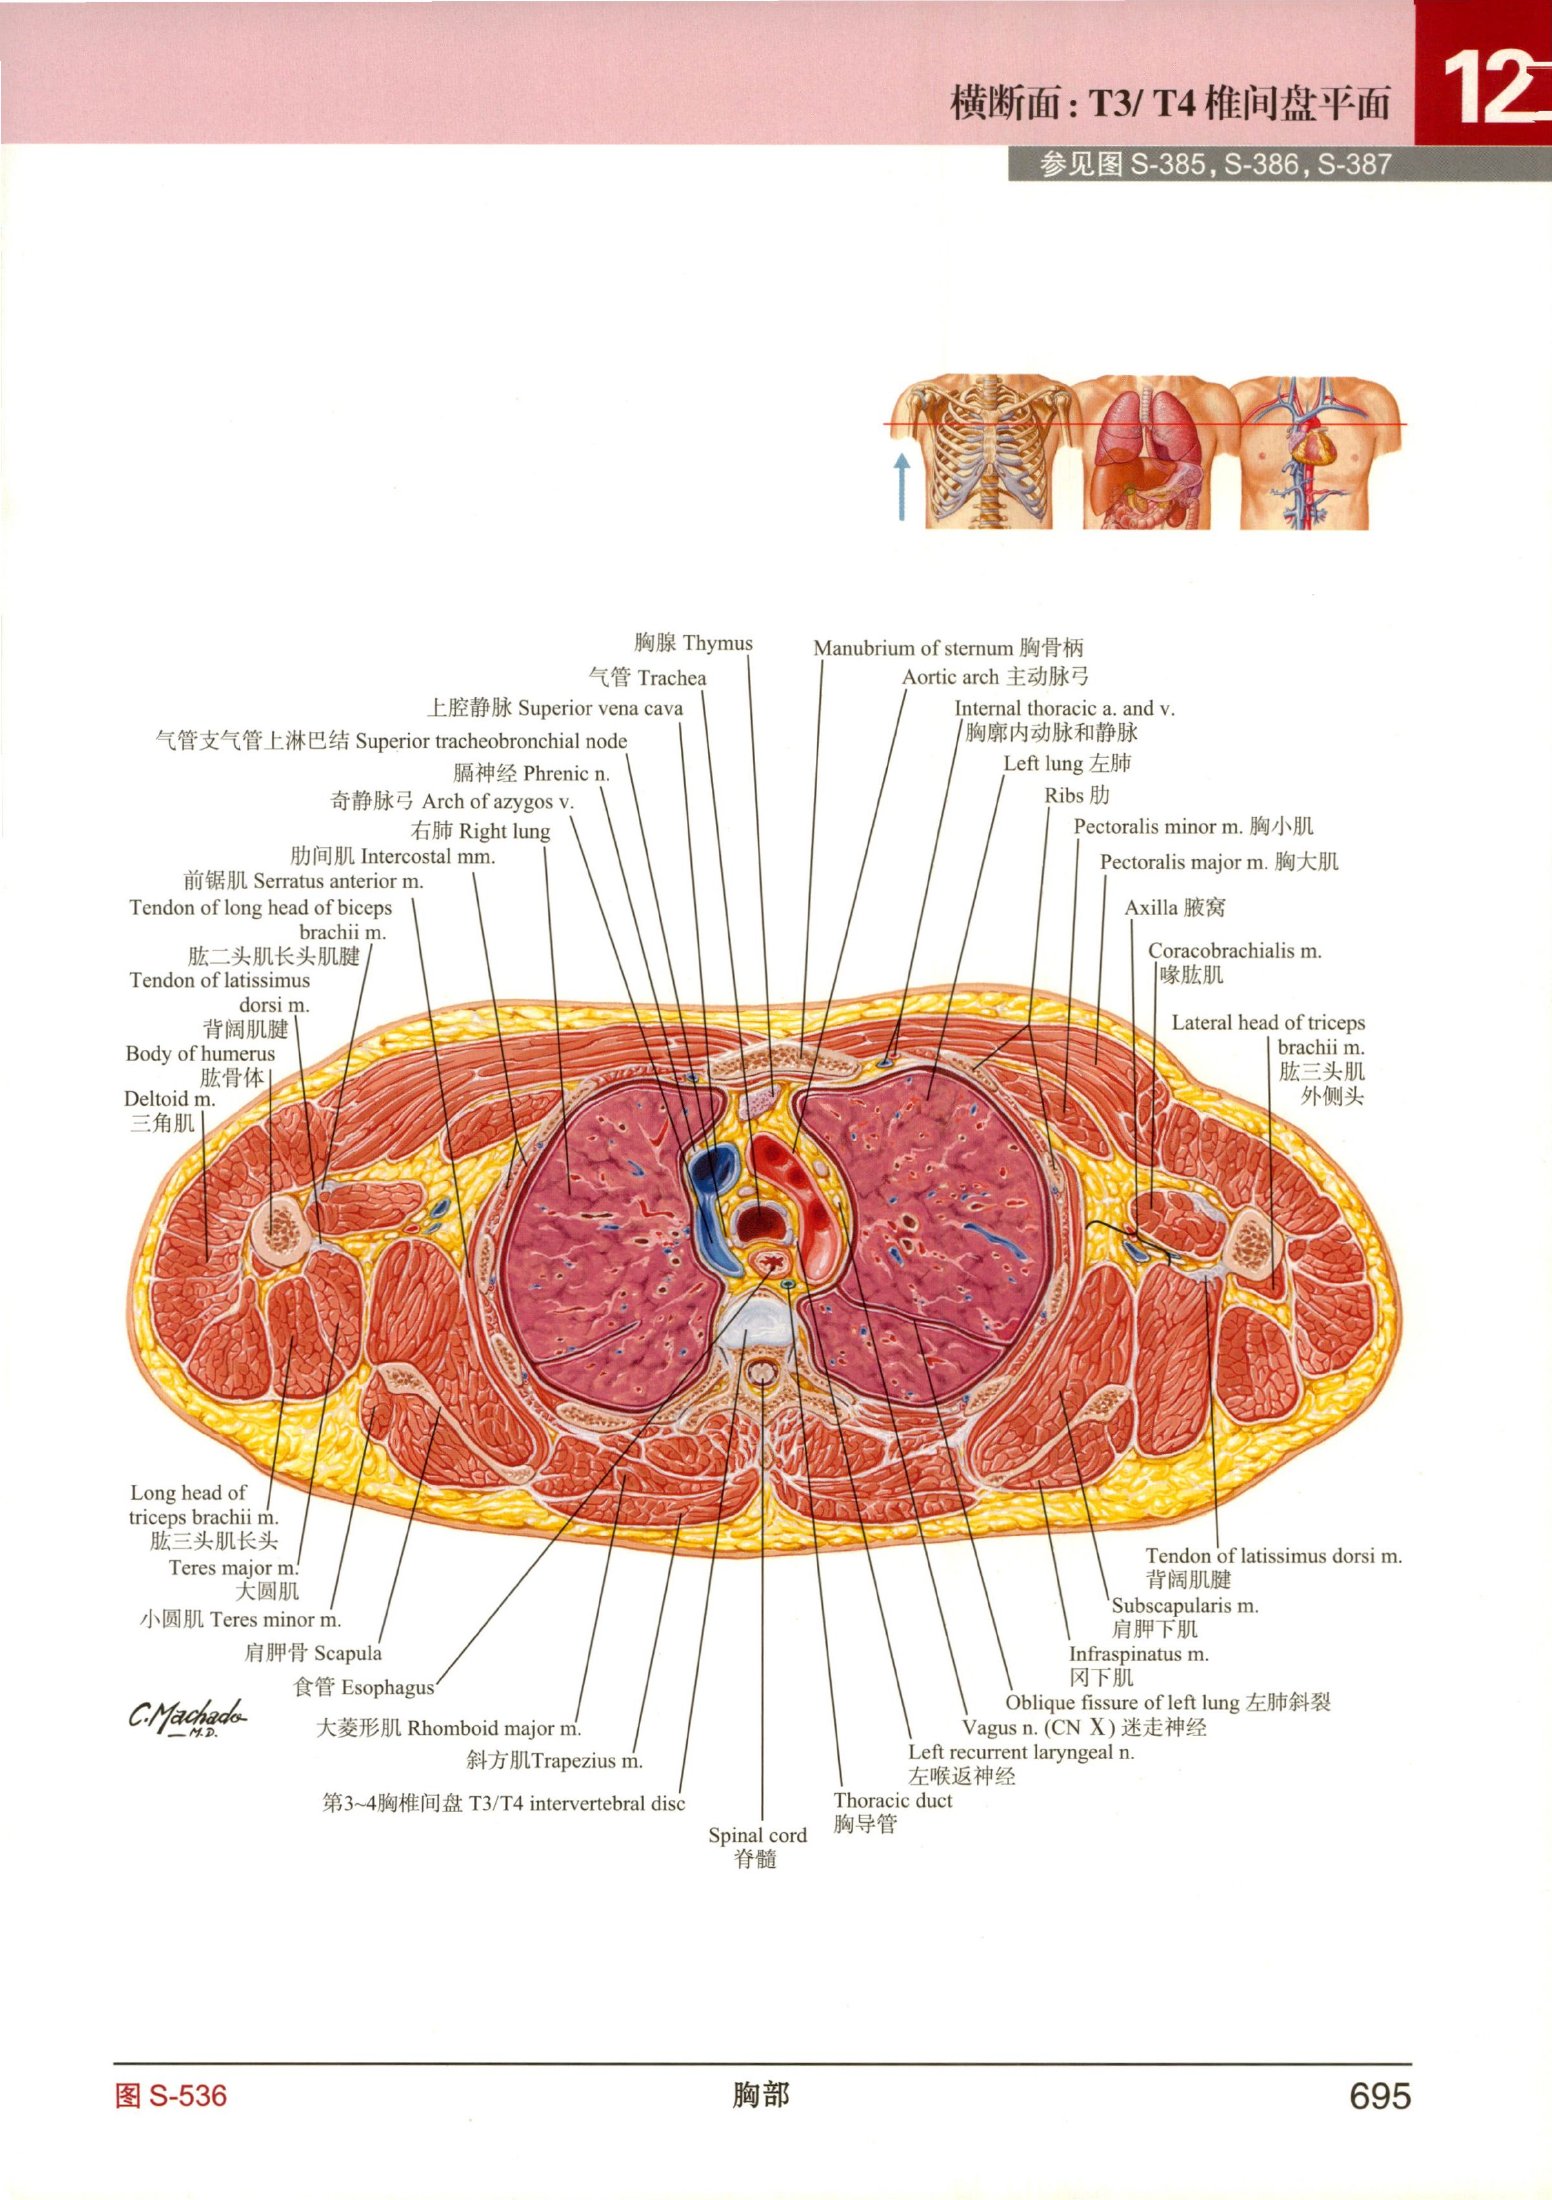 横断面：T3/ T4 椎间盘平面
12
参见图 S-385, S-386, S-387
胸腺 Thymus
气管 Trachea
上腔静脉 Superior vena cava
气管支气管上淋巴结 Superior tracheobronchial node
膈神经 Phrenic n.
奇静脉弓 Arch of azygos v.
右肺 Right lung
肋间肌 Intercostal mm.
前锯肌 Serratus anterior m.
Tendon of long head of biceps
brachii m.
肱二头肌长头肌腱
Tendon of latissimus
dorsi m.
背阔肌腱
Body of humerus
肱骨体
Deltoid m.
三角肌
Manubrium of sternum 胸骨柄
Aortic arch 主动脉弓
Internal thoracic a. and v.
胸廓内动脉和静脉
Left lung 左肺
Ribs 肋
Pectoralis minor m. 胸小肌
Pectoralis major m. 胸大肌
Axilla 腋窝
Coracobrachialis m.
喙肱肌
Lateral head of triceps
brachii m.
肱三头肌
外侧头
Long head of
triceps brachii m.
肱三头肌长头
Teres major m.
大圆肌
小圆肌 Teres minor m.
肩胛骨 Scapula
食管 Esophagus
大菱形肌 Rhomboid major m.
斜方肌Trapezius m.
第3~4胸椎间盘 T3/T4 intervertebral disc
Spinal cord
脊髓
Tendon of latissimus dorsi m.
背阔肌腱
Subscapularis m.
肩胛下肌
Infraspinatus m.
冈下肌
Oblique fissure of left lung 左肺斜裂
Vagus n. (CN X) 迷走神经
Left recurrent laryngeal n.
左喉返神经
Thoracic duct
胸导管
C.Machado
M.D.
图 S-536
胸部
695